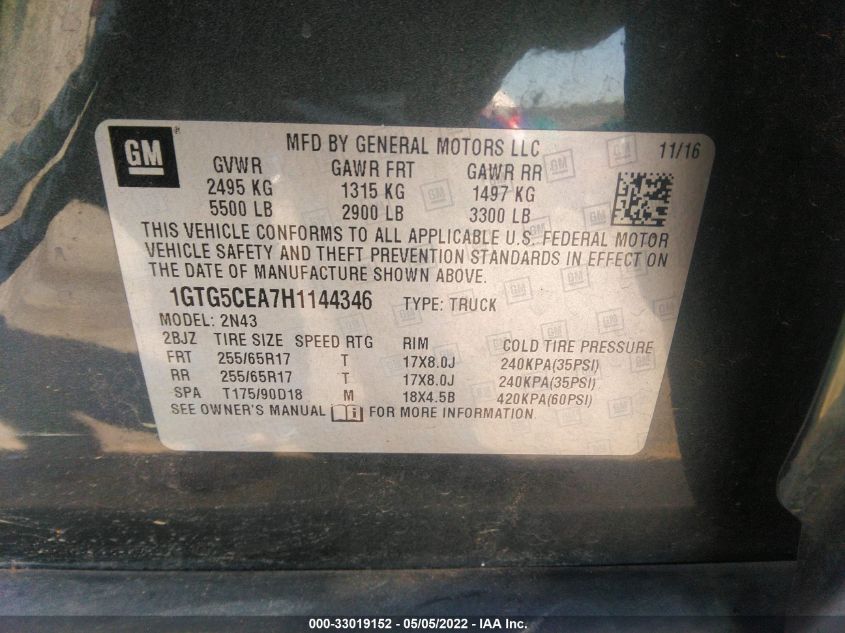 GM
MFD BY GENERAL MOTORS LLC 11/16
GVWR GAWR FRT GAWR RR
2495 KG 1315 KG 1497 KG
5500 LB 2900 LB 3300 LB
THIS VEHICLE CONFORMS TO ALL APPLICABLE U.S. FEDERAL MOTOR
VEHICLE SAFETY AND THEFT PREVENTION STANDARDS IN EFFECT ON
THE DATE OF MANUFACTURE SHOWN ABOVE.
1GTG5CEA7H1144346 TYPE: TRUCK
MODEL: 2N43
2BJZ TIRE SIZE SPEED RTG RIM COLD TIRE PRESSURE
FRT 255/65R17 T 17X8.0J 240KPA(35PSI)
RR 255/65R17 T 17X8.0J 240KPA(35PSI)
SPA T175/90D18 M 18X4.5B 420KPA(60PSI)
SEE OWNER'S MANUAL FOR MORE INFORMATION.
000-33019152 - 05/05/2022 - IAA Inc.